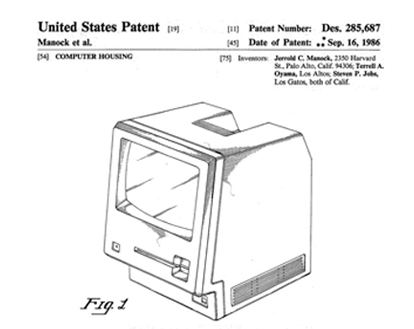 United States Patent [19]
[11] Patent Number: Des. 285,687
Manock et al.
[45] Date of Patent: Sep. 16, 1986
[54] COMPUTER HOUSING
[75] Inventors: Jerrold C. Manock, 2350 Harvard
St., Palo Alto, Calif. 94306; Terrell A.
Oyama, Los Altos; Steven P. Jobs,
Los Gatos, both of Calif.
Fig. 1